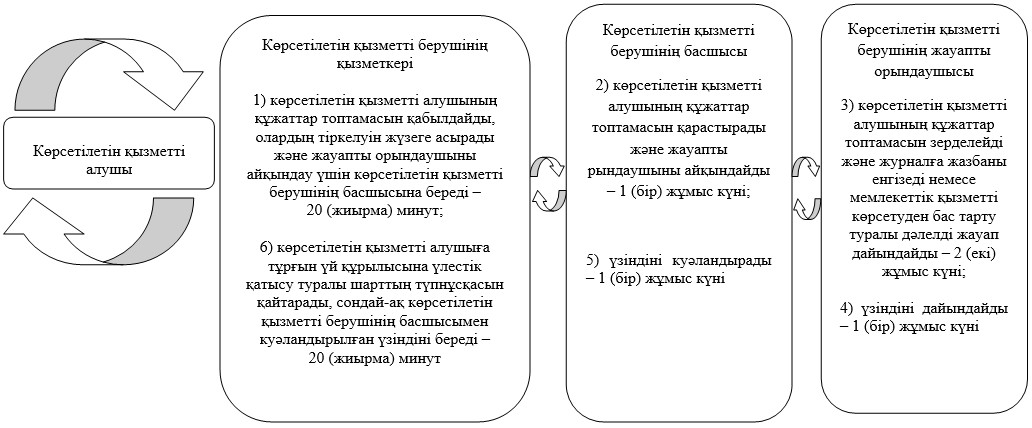 Көрсетілетін қызметті
алушы
Көрсетілетін қызметті берушінің
қызметкері
1) көрсетілетін қызметті алушының
құжаттар топтамасын қабылдайды,
олардың тіркелуін жүзеге асырады
және жауапты орындаушыны
айқындау үшін көрсетілетін қызметті
берушінің басшысына береді –
20 (жиырма) минут;
6) көрсетілетін қызметті алушыға
тұрғын үй құрылысына үлестік
қатысу туралы шарттың түпнұсқасын
қайтарады, сондай-ақ көрсетілетін
қызметті берушінің басшысымен
куәландырылған үзіндіні береді –
20 (жиырма) минут
Көрсетілетін қызметті
берушінің басшысы
2) көрсетілетін қызметті
алушының құжаттар
топтамасын қарастырады
және жауапты
рындаушыны айқындайды
– 1 (бір) жұмыс күні;
5) үзіндіні куәландырады
– 1 (бір) жұмыс күні
Көрсетілетін қызметті
берушінің жауапты
орындаушысы
3) көрсетілетін қызметті
алушының құжаттар
топтамасын зерделейді
және журналға жазбаны
енгізеді немесе
мемлекеттік қызметті
көрсетуден бас тарту
туралы дәлелді жауап
дайындайды – 2 (екі)
жұмыс күні;
4) үзіндіні дайындайды
– 1 (бір) жұмыс күні